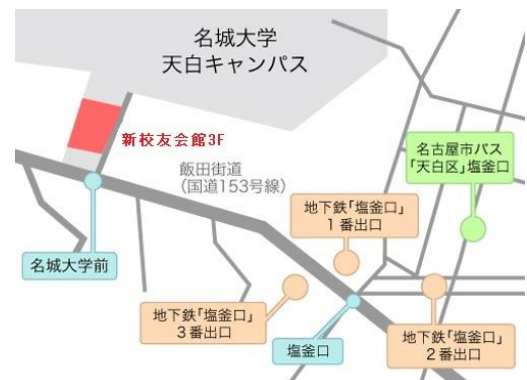 名城大学
天白キャンパス
新校友会館3F
飯田街道
（国道153号線）
名古屋市バス
「天白区」塩釜口
地下鉄「塩釜口」
１番出口
名城大学前
地下鉄「塩釜口」
３番出口
塩釜口
地下鉄「塩釜口」
２番出口